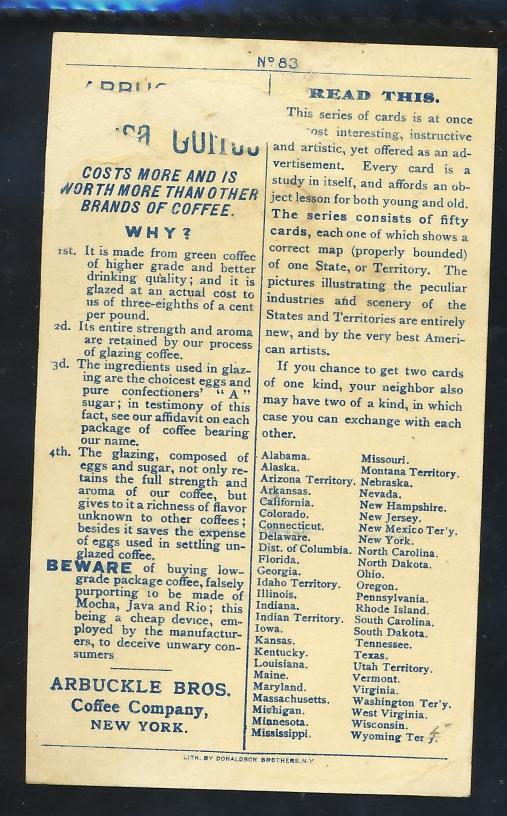 No 83
ARBUC
sa Coffee
COSTS MORE AND IS
WORTH MORE THAN OTHER
BRANDS OF COFFEE.
WHY?
1st. It is made from green coffee
of higher grade and better
drinking quality; and it is
glazed at an actual cost to
us of three-eighths of a cent
per pound.
2d. Its entire strength and aroma
are retained by our process
of glazing coffee.
3d. The ingredients used in glaz-
ing are the choicest eggs and
pure confectioners' "A"
sugar; in testimony of this
fact, see our affidavit on each
package of coffee bearing
our name.
4th. The glazing, composed of
eggs and sugar, not only re-
tains the full strength and
aroma of our coffee, but
gives to it a richness of flavor
unknown to other coffees;
besides it saves the expense
of eggs used in settling un-
glazed coffee.
BEWARE of buying low-
grade package coffee, falsely
purporting to be made of
Mocha, Java and Rio; this
being a cheap device, em-
ployed by the manufactur-
ers, to deceive unwary con-
sumers
ARBUCKLE BROS.
Coffee Company,
NEW YORK.
READ THIS.
This series of cards is at once
ost interesting, instructive
and artistic, yet offered as an ad-
vertisement. Every card is a
study in itself, and affords an ob-
ject lesson for both young and old.
The series consists of fifty
cards, each one of which shows a
correct map (properly bounded)
of one State, or Territory. The
pictures illustrating the peculiar
industries and scenery of the
States and Territories are entirely
new, and by the very best Ameri-
can artists.
If you chance to get two cards
of one kind, your neighbor also
may have two of a kind, in which
case you can exchange with each
other.
Alabama.
Alaska.
Arizona Territory.
Arkansas.
California.
Colorado.
Connecticut.
Delaware.
Dist. of Columbia.
Florida.
Georgia.
Idaho Territory.
Illinois.
Indiana.
Indian Territory.
Iowa.
Kansas.
Kentucky.
Louisiana.
Maine.
Maryland.
Massachusetts.
Michigan.
Minnesota.
Mississippi.
Missouri.
Montana Territory.
Nebraska.
Nevada.
New Hampshire.
New Jersey.
New Mexico Ter'y.
New York.
North Carolina.
North Dakota.
Ohio.
Oregon.
Pennsylvania.
Rhode Island.
South Carolina.
South Dakota.
Tennessee.
Texas.
Utah Territory.
Vermont.
Virginia.
Washington Ter'y.
West Virginia.
Wisconsin.
Wyoming Ter'y.
LITH. BY DONALDSON BROTHERS, N.Y.